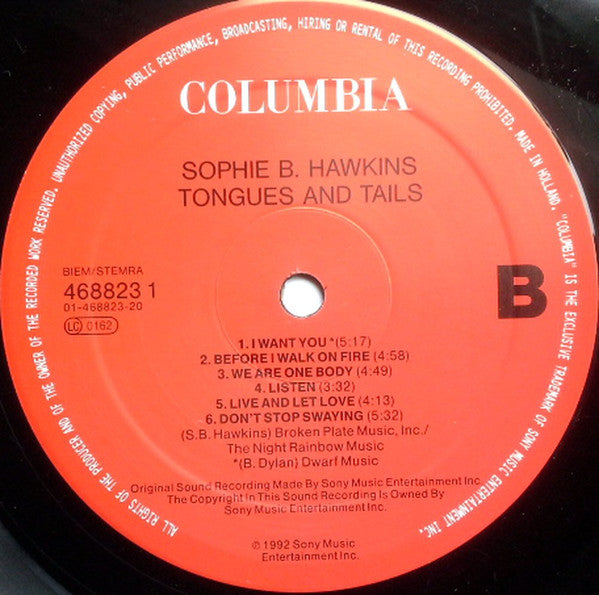 ALL RIGHTS OF THE PRODUCER AND OF THE OWNER OF THE RECORDED WORK RESERVED. UNAUTHORIZED COPYING, PUBLIC PERFORMANCE, BROADCASTING, HIRING OR RENTAL OF THIS RECORDING PROHIBITED. MADE IN HOLLAND. "COLUMBIA" IS THE EXCLUSIVE TRADEMARK OF SONY MUSIC ENTERTAINMENT INC.
COLUMBIA
SOPHIE B. HAWKINS
TONGUES AND TAILS
BIEM/STEMRA
468823 1
01-468823-20
LC 0162
B
1. I WANT YOU *(5:17)
2. BEFORE I WALK ON FIRE (4:58)
3. WE ARE ONE BODY (4:49)
4. LISTEN (3:32)
5. LIVE AND LET LOVE (4:13)
6. DON'T STOP SWAYING (5:32)
(S.B. Hawkins) Broken Plate Music, Inc./
The Night Rainbow Music
*(B. Dylan) Dwarf Music
Original Sound Recording Made By Sony Music Entertainment Inc
The Copyright In This Sound Recording Is Owned By
Sony Music Entertainment Inc.
℗ 1992 Sony Music
Entertainment Inc.